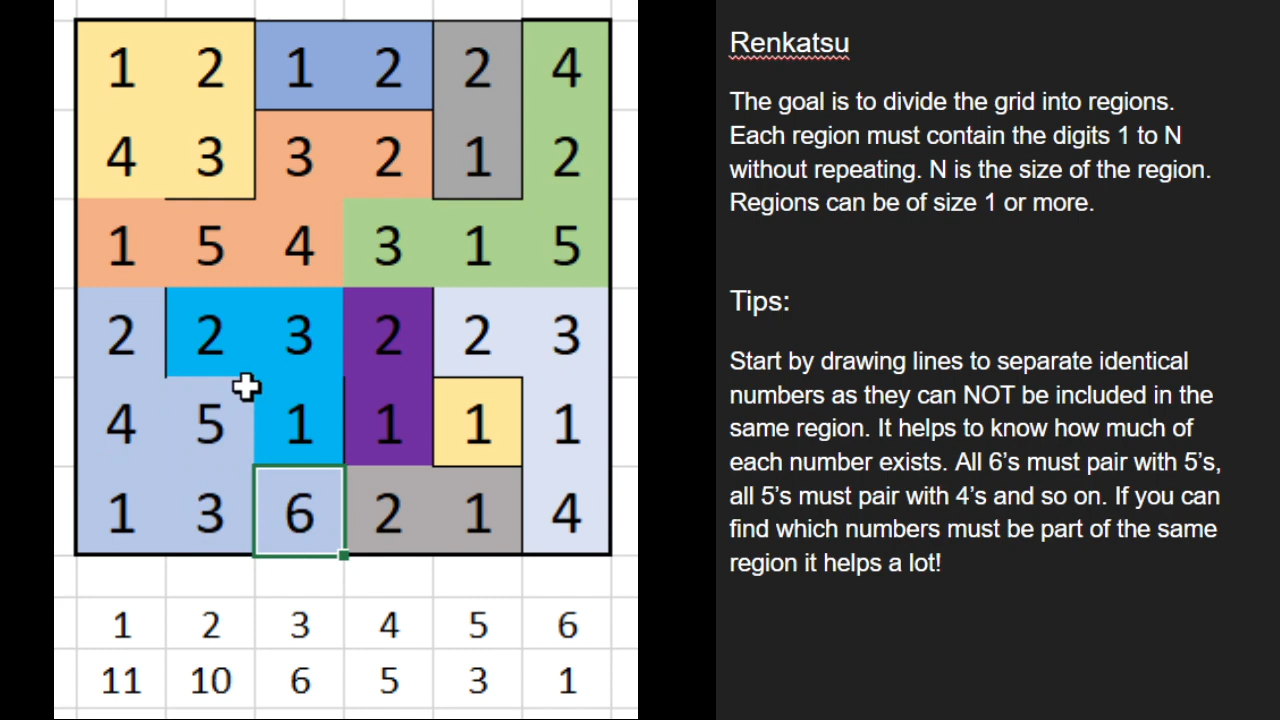 1 2 1 2 2 4
4 3 3 2 1 2
1 5 4 3 1 5
2 2 3 2 2 3
4 5 1 1 1 1
1 3 6 2 1 4
1 2 3 4 5 6
11 10 6 5 3 1
Renkatsu
The goal is to divide the grid into regions.
Each region must contain the digits 1 to N
without repeating. N is the size of the region.
Regions can be of size 1 or more.
Tips:
Start by drawing lines to separate identical
numbers as they can NOT be included in the
same region. It helps to know how much of
each number exists. All 6’s must pair with 5’s,
all 5’s must pair with 4’s and so on. If you can
find which numbers must be part of the same
region it helps a lot!